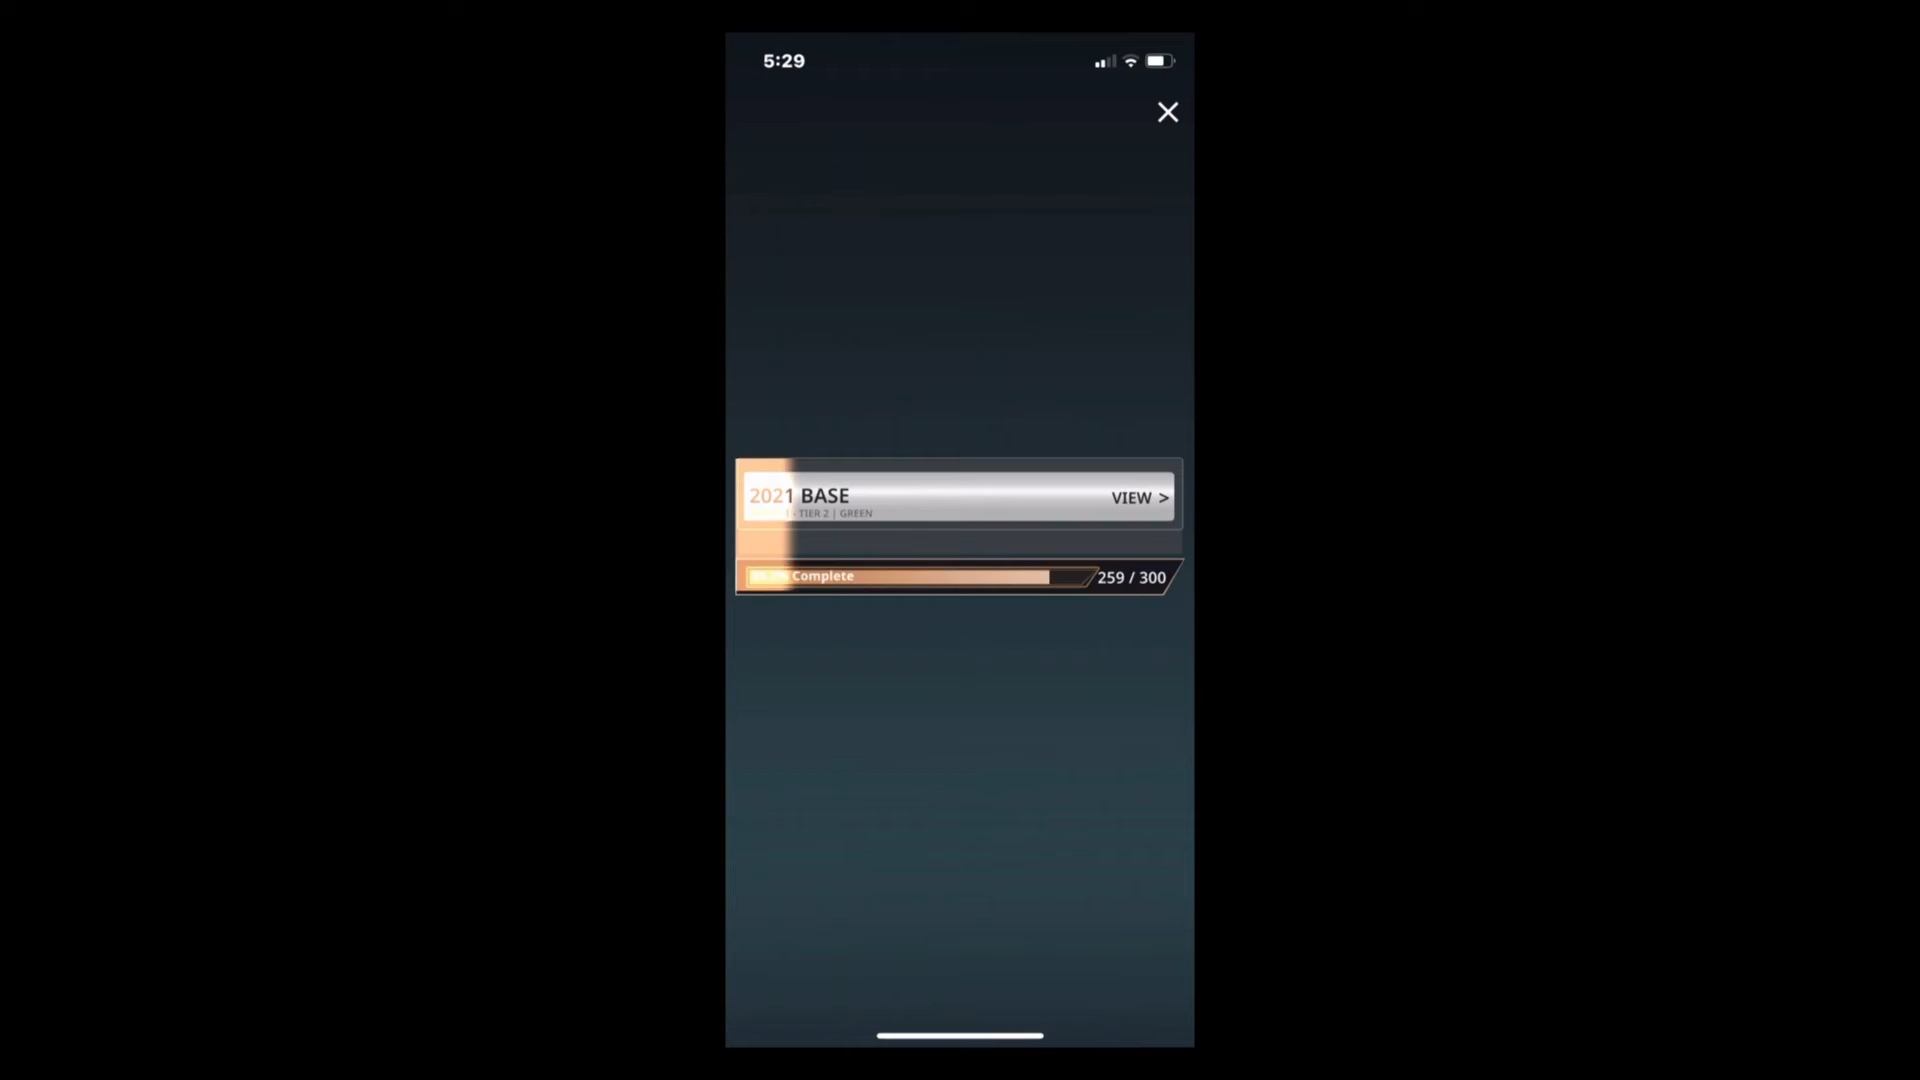 5:29
2021 BASE
VIEW >
TIER 2 | GREEN
Complete
259 / 300